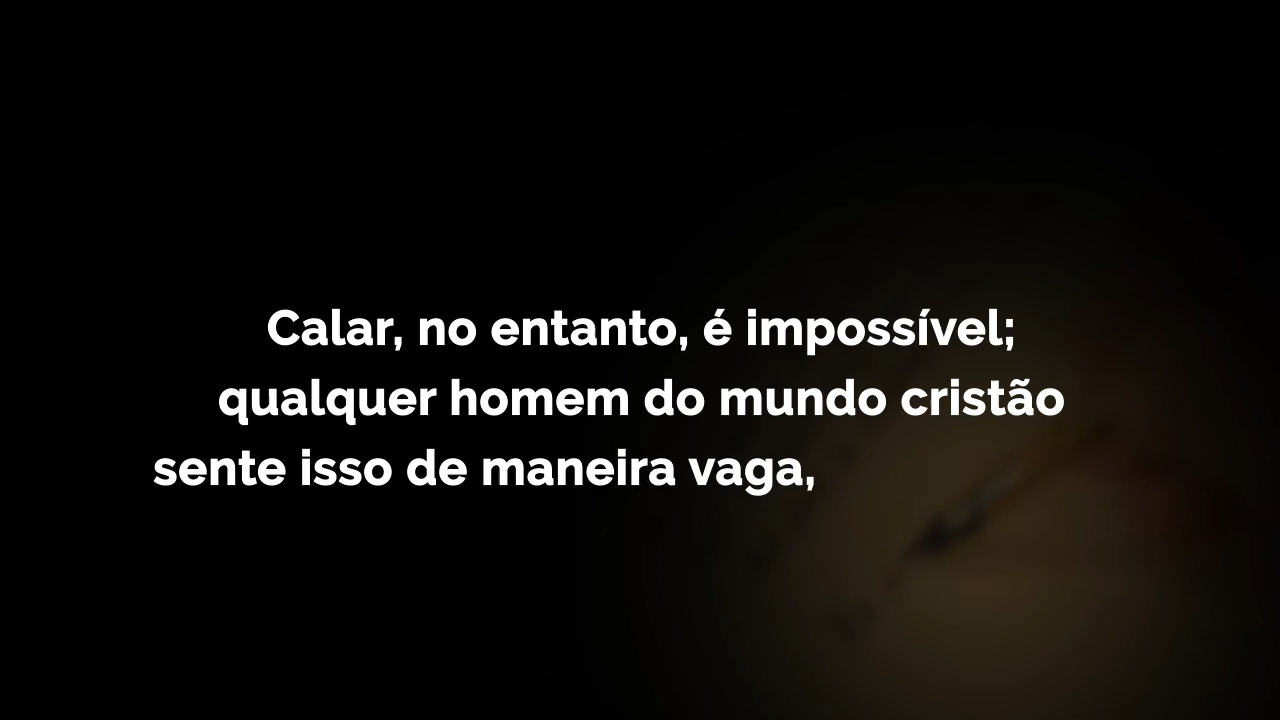 Calar, no entanto, é impossível;
qualquer homem do mundo cristão
sente isso de maneira vaga,